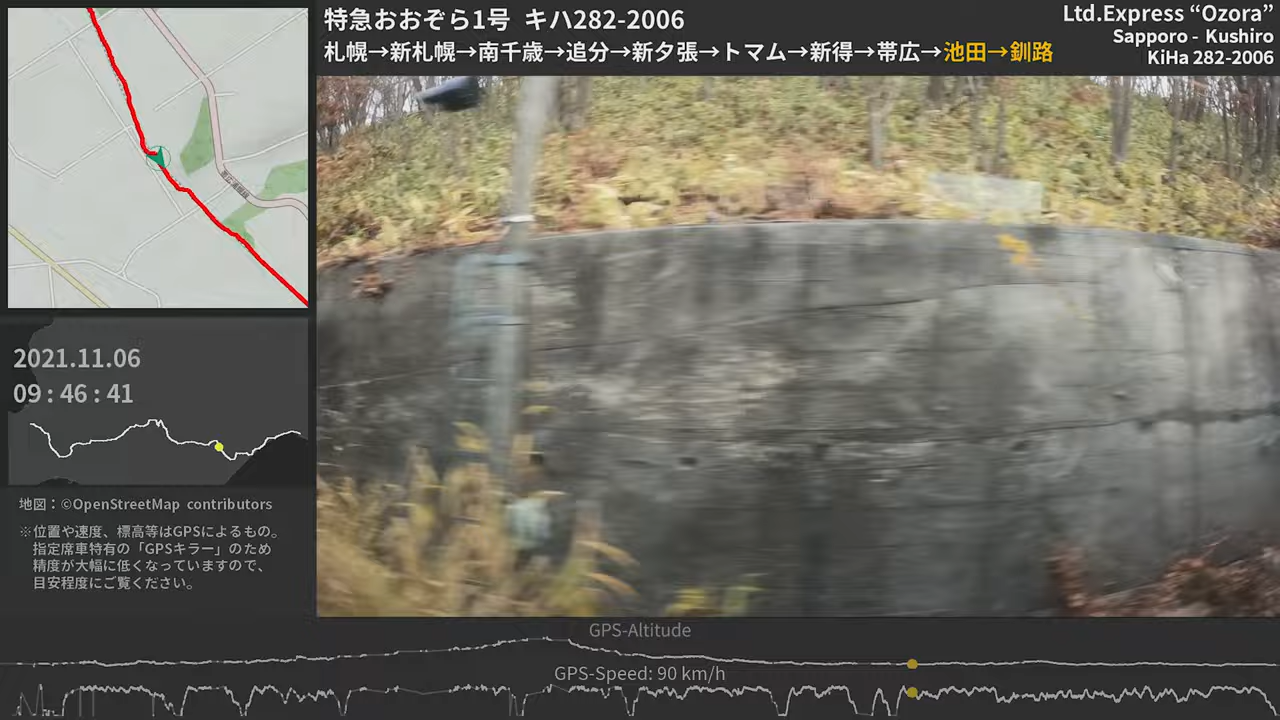 特急おおぞら1号 キハ282-2006
札幌→新札幌→南千歳→追分→新夕張→トマム→新得→帯広→池田→釧路
Ltd.Express “Ozora”
Sapporo - Kushiro
KiHa 282-2006
2021.11.06
09:46:41
地図：©OpenStreetMap contributors
※位置や速度、標高等はGPSによるもの。
指定席車特有の「GPSキラー」のため
精度が大幅に低くなっていますので、
目安程度にご覧ください。
GPS-Altitude
GPS-Speed: 90 km/h